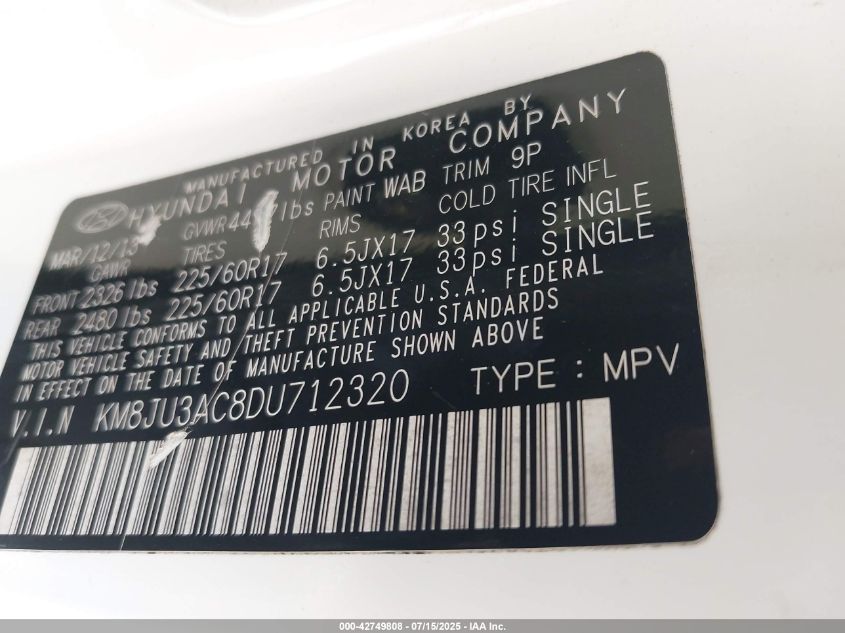 MANUFACTURED IN KOREA BY
HYUNDAI MOTOR COMPANY
MAR/12/13 GVWR 44 lbs PAINT WAB TRIM 9P
GAWR TIRES RIMS COLD TIRE INFL
FRONT 2326 lbs 225/60R17 6.5JX17 33psi SINGLE
REAR 2480 lbs 225/60R17 6.5JX17 33psi SINGLE
THIS VEHICLE CONFORMS TO ALL APPLICABLE U.S.A. FEDERAL
MOTOR VEHICLE SAFETY AND THEFT PREVENTION STANDARDS
IN EFFECT ON THE DATE OF MANUFACTURE SHOWN ABOVE
V.I.N KM8JU3AC8DU712320 TYPE : MPV
000-42749808 - 07/15/2025 - IAA Inc.